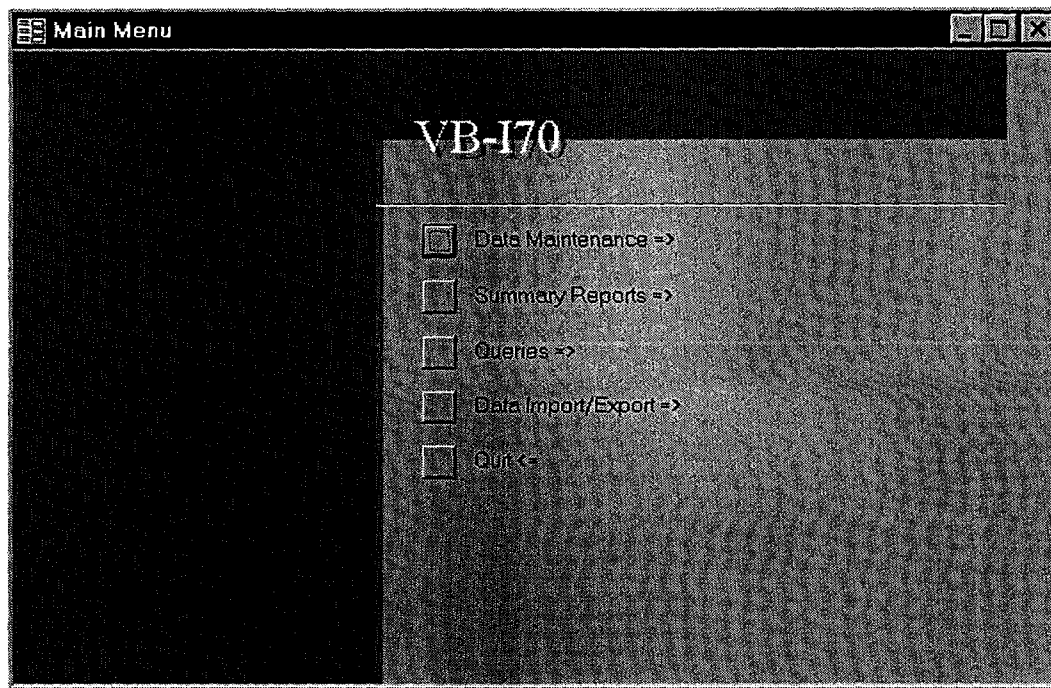 Main Menu
VB-I70
Data Maintenance =>
Summary Reports =>
Queries =>
Data Import/Export =>
Quit <=